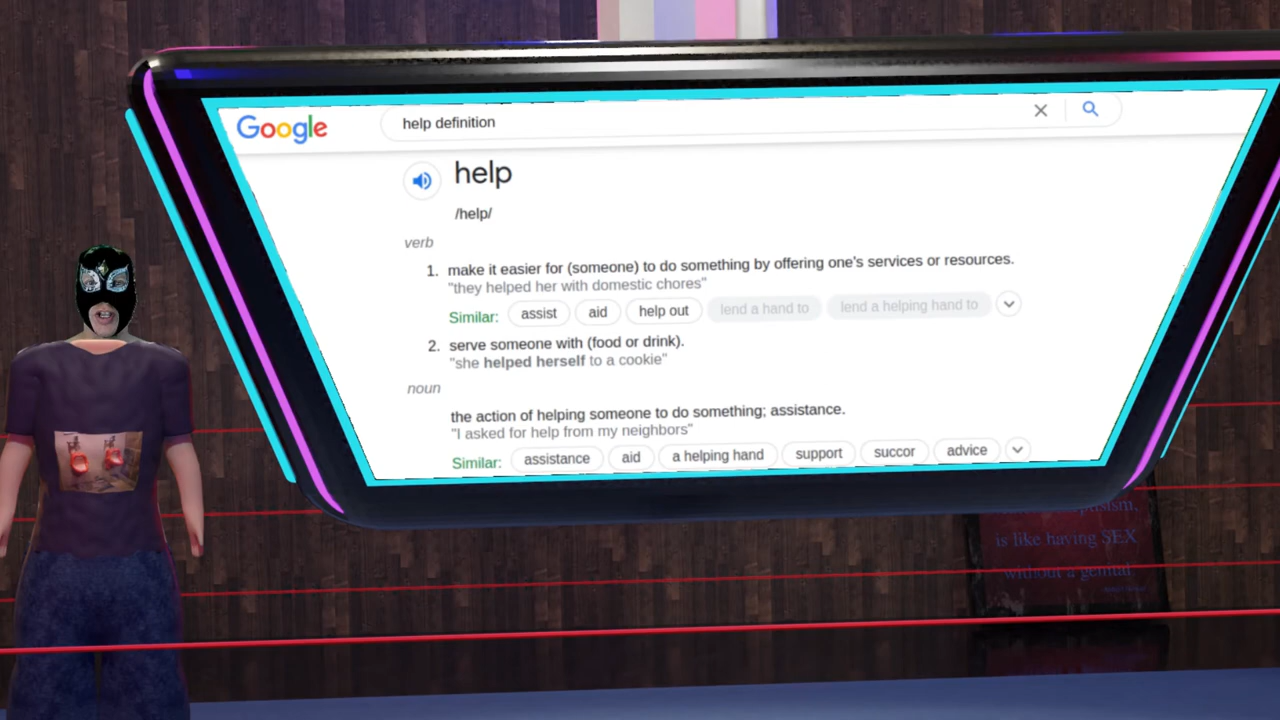 Google
help definition
help
/help/
verb
1. make it easier for (someone) to do something by offering one's services or resources.
"they helped her with domestic chores"
Similar: assist aid help out lend a hand to lend a helping hand to
2. serve someone with (food or drink).
"she helped herself to a cookie"
noun
the action of helping someone to do something; assistance.
"I asked for help from my neighbors"
Similar: assistance aid a helping hand support succor advice
is like having SEX
without a genital